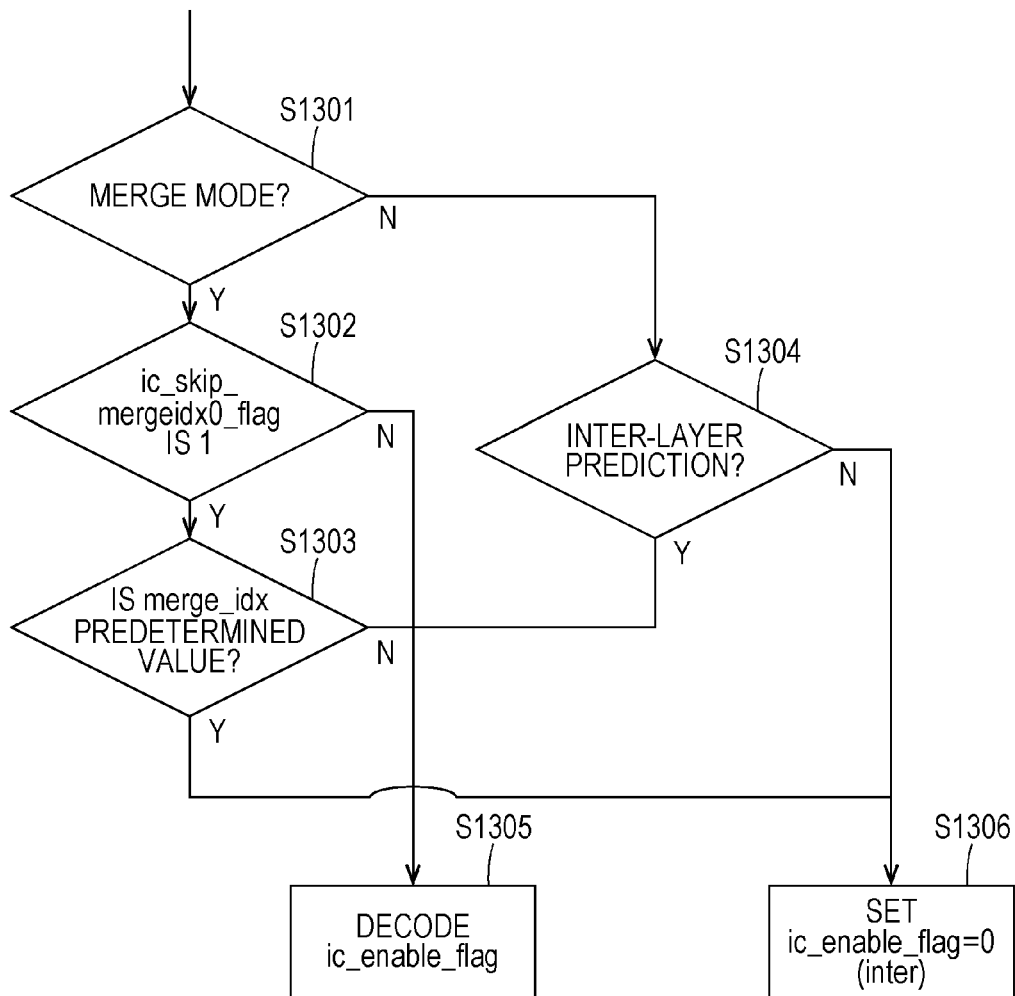 S1301
MERGE MODE?
N
Y
S1302
ic_skip_
mergeidx0_flag
IS 1
N
Y
S1304
INTER-LAYER
PREDICTION?
N
Y
S1303
IS merge_idx
PREDETERMINED
VALUE?
N
Y
S1305
DECODE
ic_enable_flag
S1306
SET
ic_enable_flag=0
(inter)